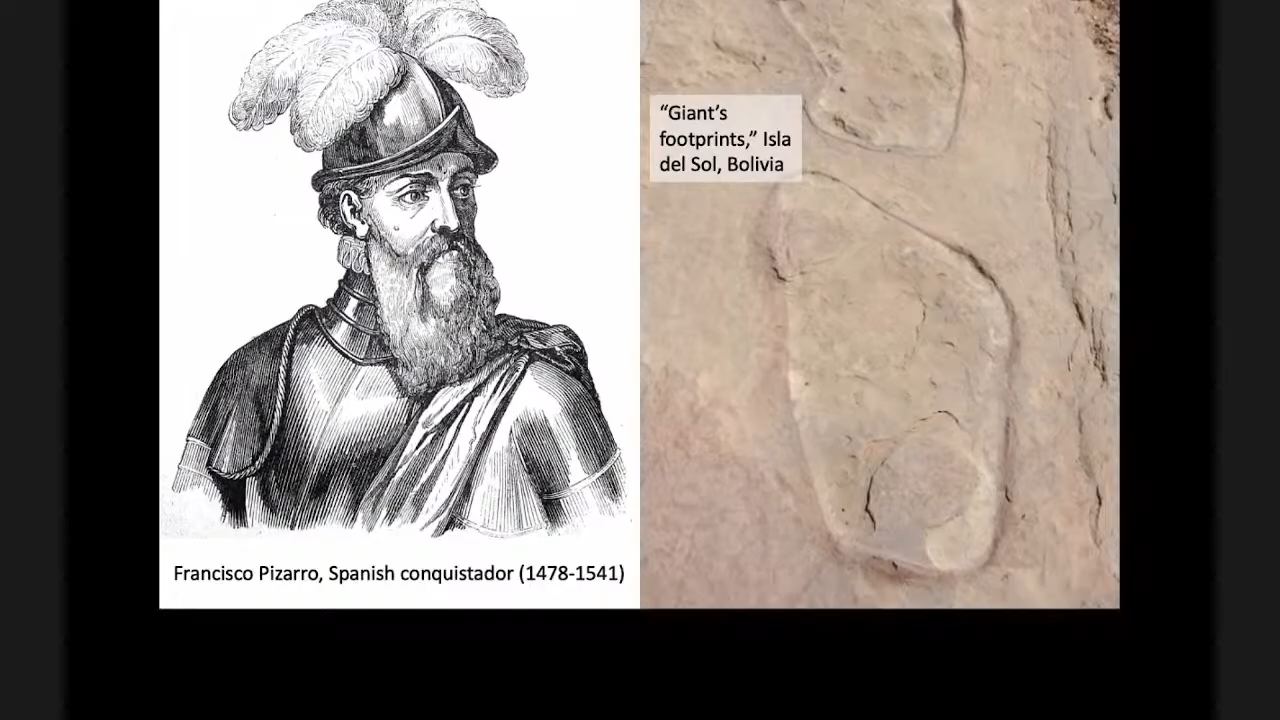 “Giant’s
footprints,” Isla
del Sol, Bolivia
Francisco Pizarro, Spanish conquistador (1478-1541)